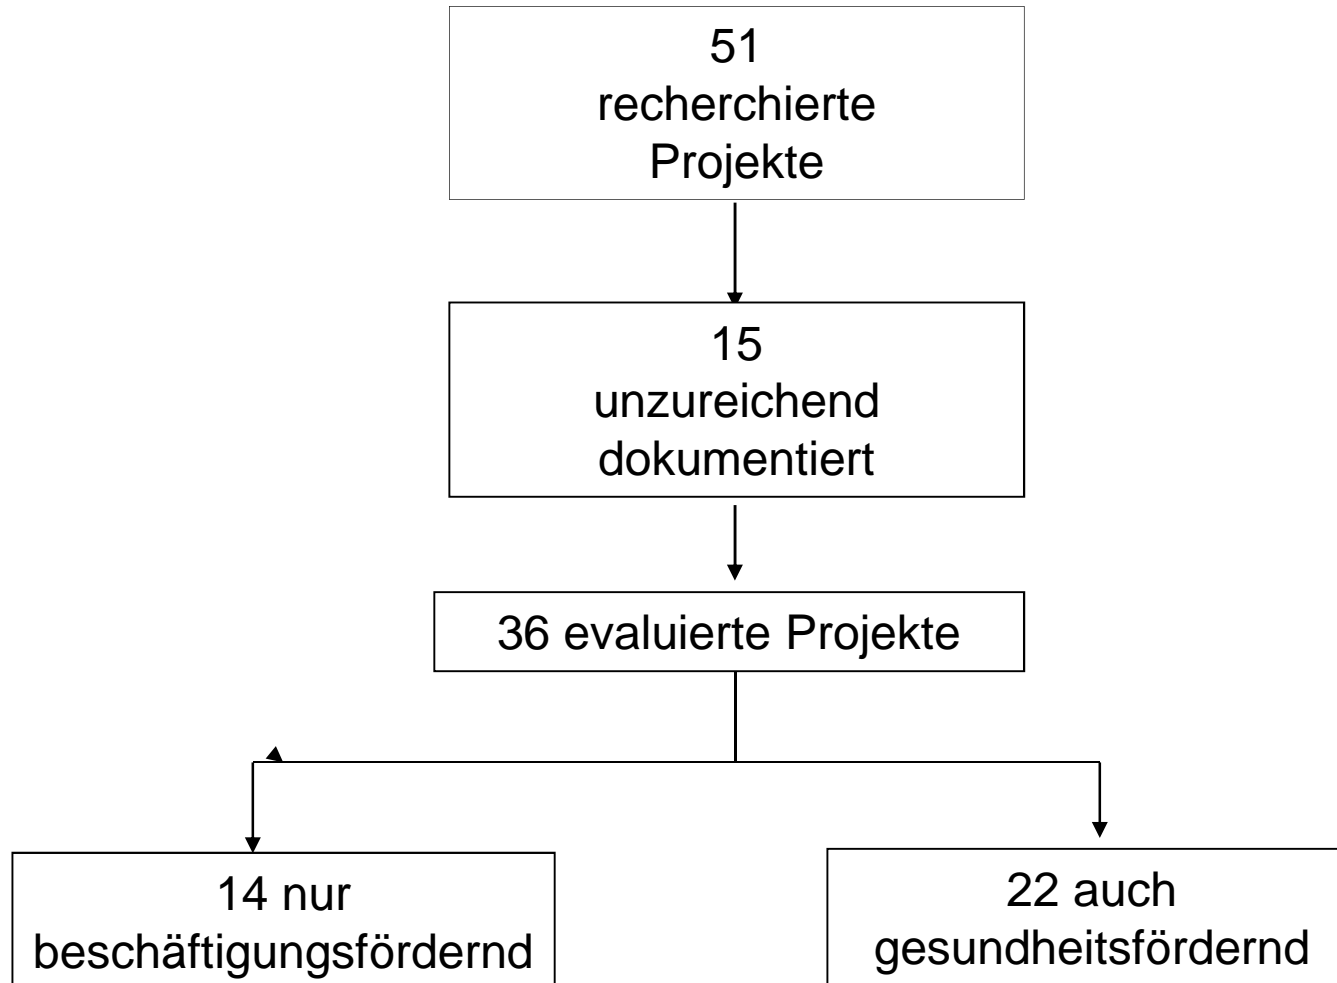 51
recherchierte
Projekte
15
unzureichend
dokumentiert
36 evaluierte Projekte
14 nur
beschäftigungsfördernd
22 auch
gesundheitsfördernd